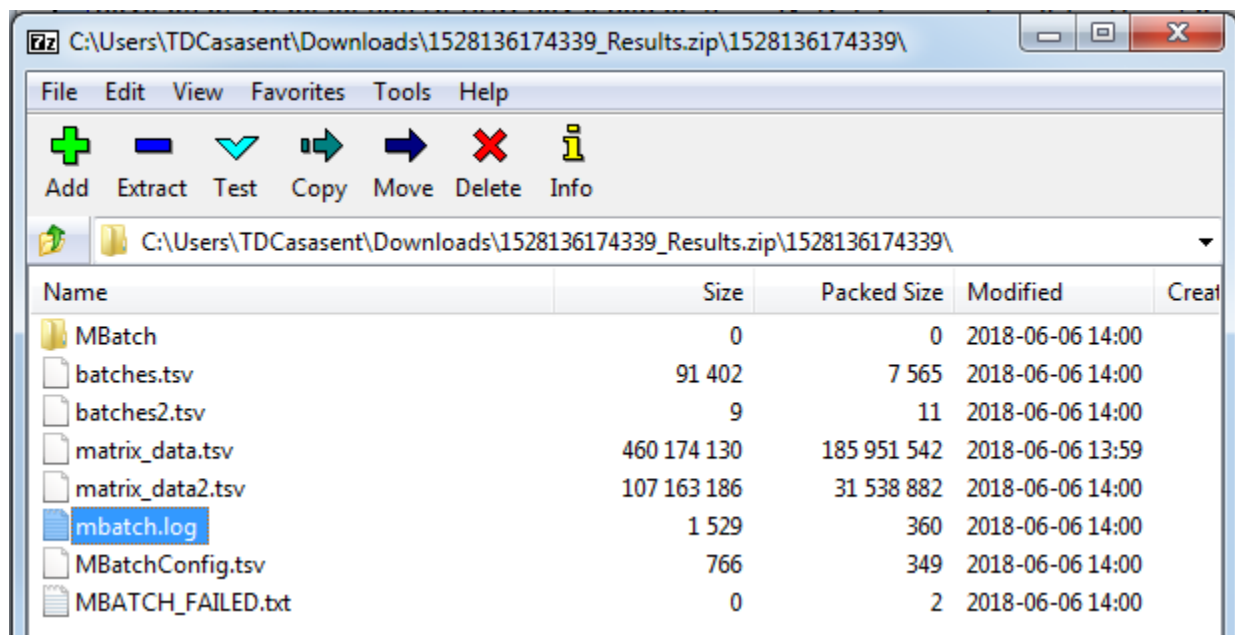 7z C:\Users\TDCasasent\Downloads\1528136174339_Results.zip\1528136174339\
File Edit View Favorites Tools Help
Add Extract Test Copy Move Delete Info
C:\Users\TDCasasent\Downloads\1528136174339_Results.zip\1528136174339\
Name Size Packed Size Modified Creat
MBatch 0 0 2018-06-06 14:00
batches.tsv 91 402 7 565 2018-06-06 14:00
batches2.tsv 9 11 2018-06-06 14:00
matrix_data.tsv 460 174 130 185 951 542 2018-06-06 13:59
matrix_data2.tsv 107 163 186 31 538 882 2018-06-06 14:00
mbatch.log 1 529 360 2018-06-06 14:00
MBatchConfig.tsv 766 349 2018-06-06 14:00
MBATCH_FAILED.txt 0 2 2018-06-06 14:00